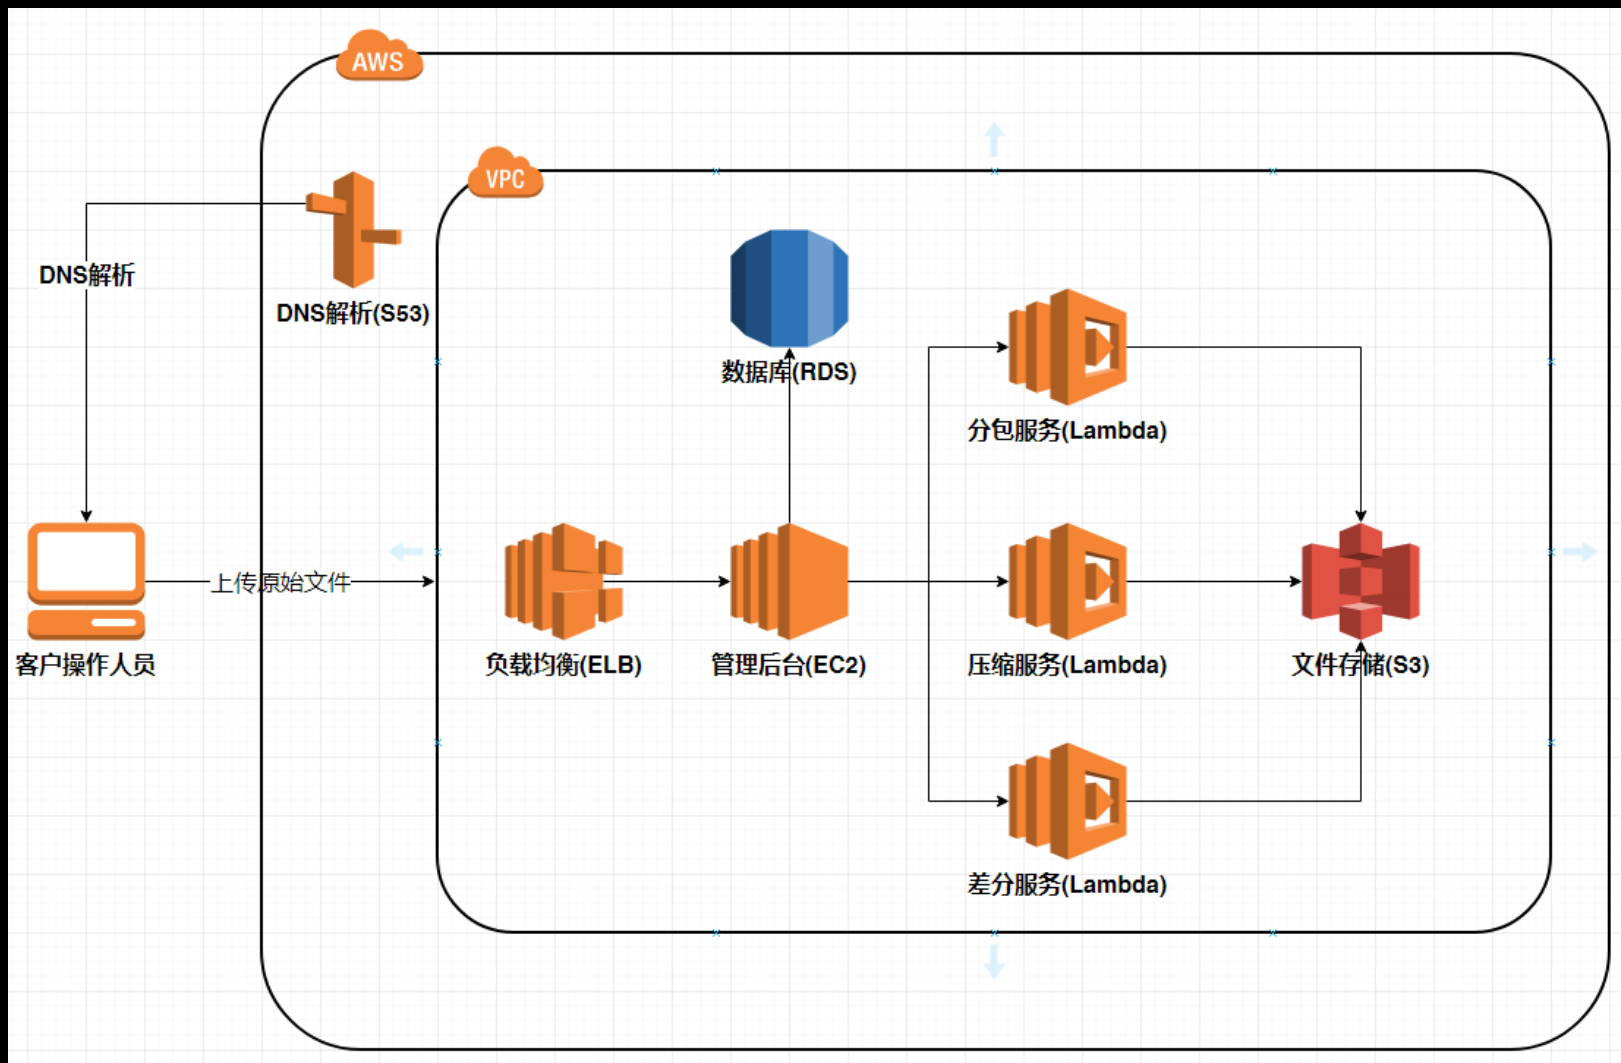 AWS
VPC
DNS解析
DNS解析(S53)
数据库(RDS)
分包服务(Lambda)
上传原始文件
客户操作人员
负载均衡(ELB)
管理后台(EC2)
压缩服务(Lambda)
文件存储(S3)
差分服务(Lambda)